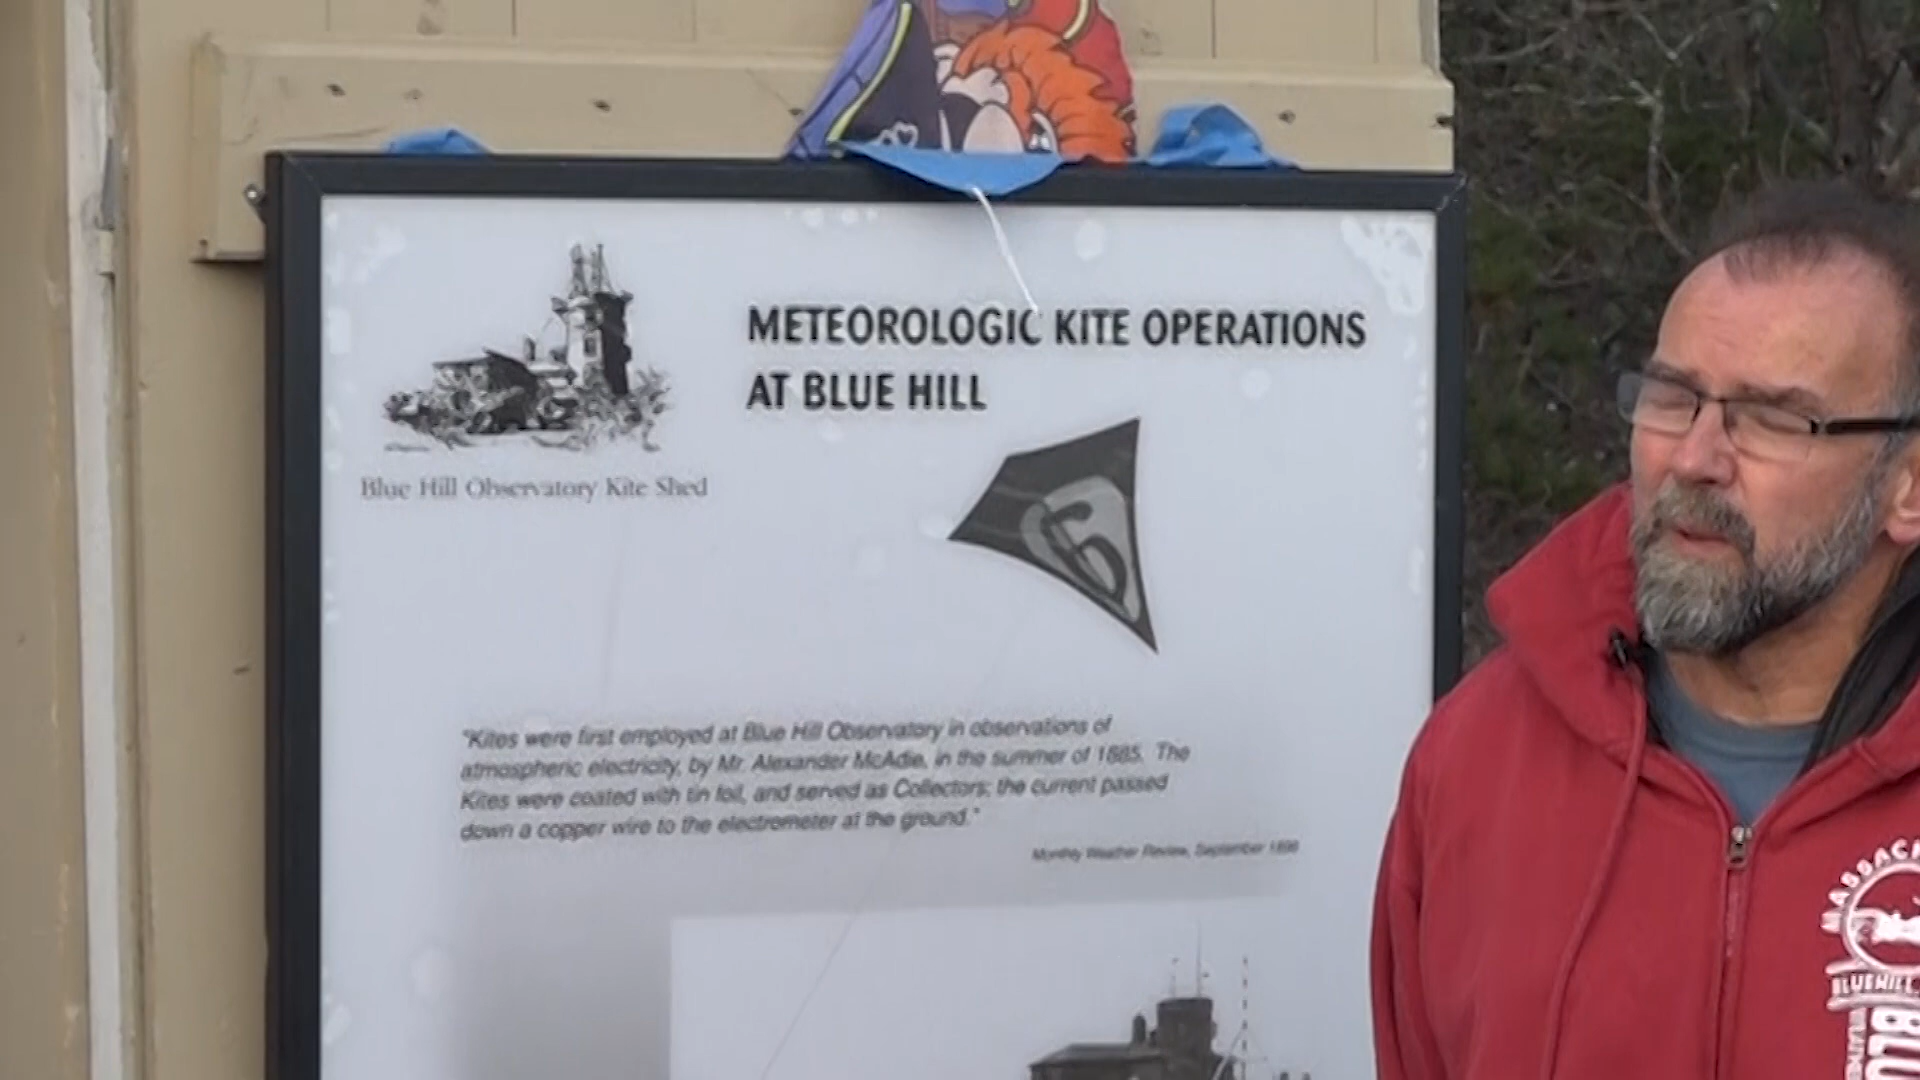 METEOROLOGIC KITE OPERATIONS
AT BLUE HILL
Blue Hill Observatory Kite Shed
6
"Kites were first employed at Blue Hill Observatory in observations of
atmospheric electricity, by Mr. Alexander McAdie, in the summer of 1885. The
Kites were coated with tin foil, and served as Collectors; the current passed
down a copper wire to the electrometer at the ground."
Monthly Weather Review, September 1896
MASSACH
BLUEHILL